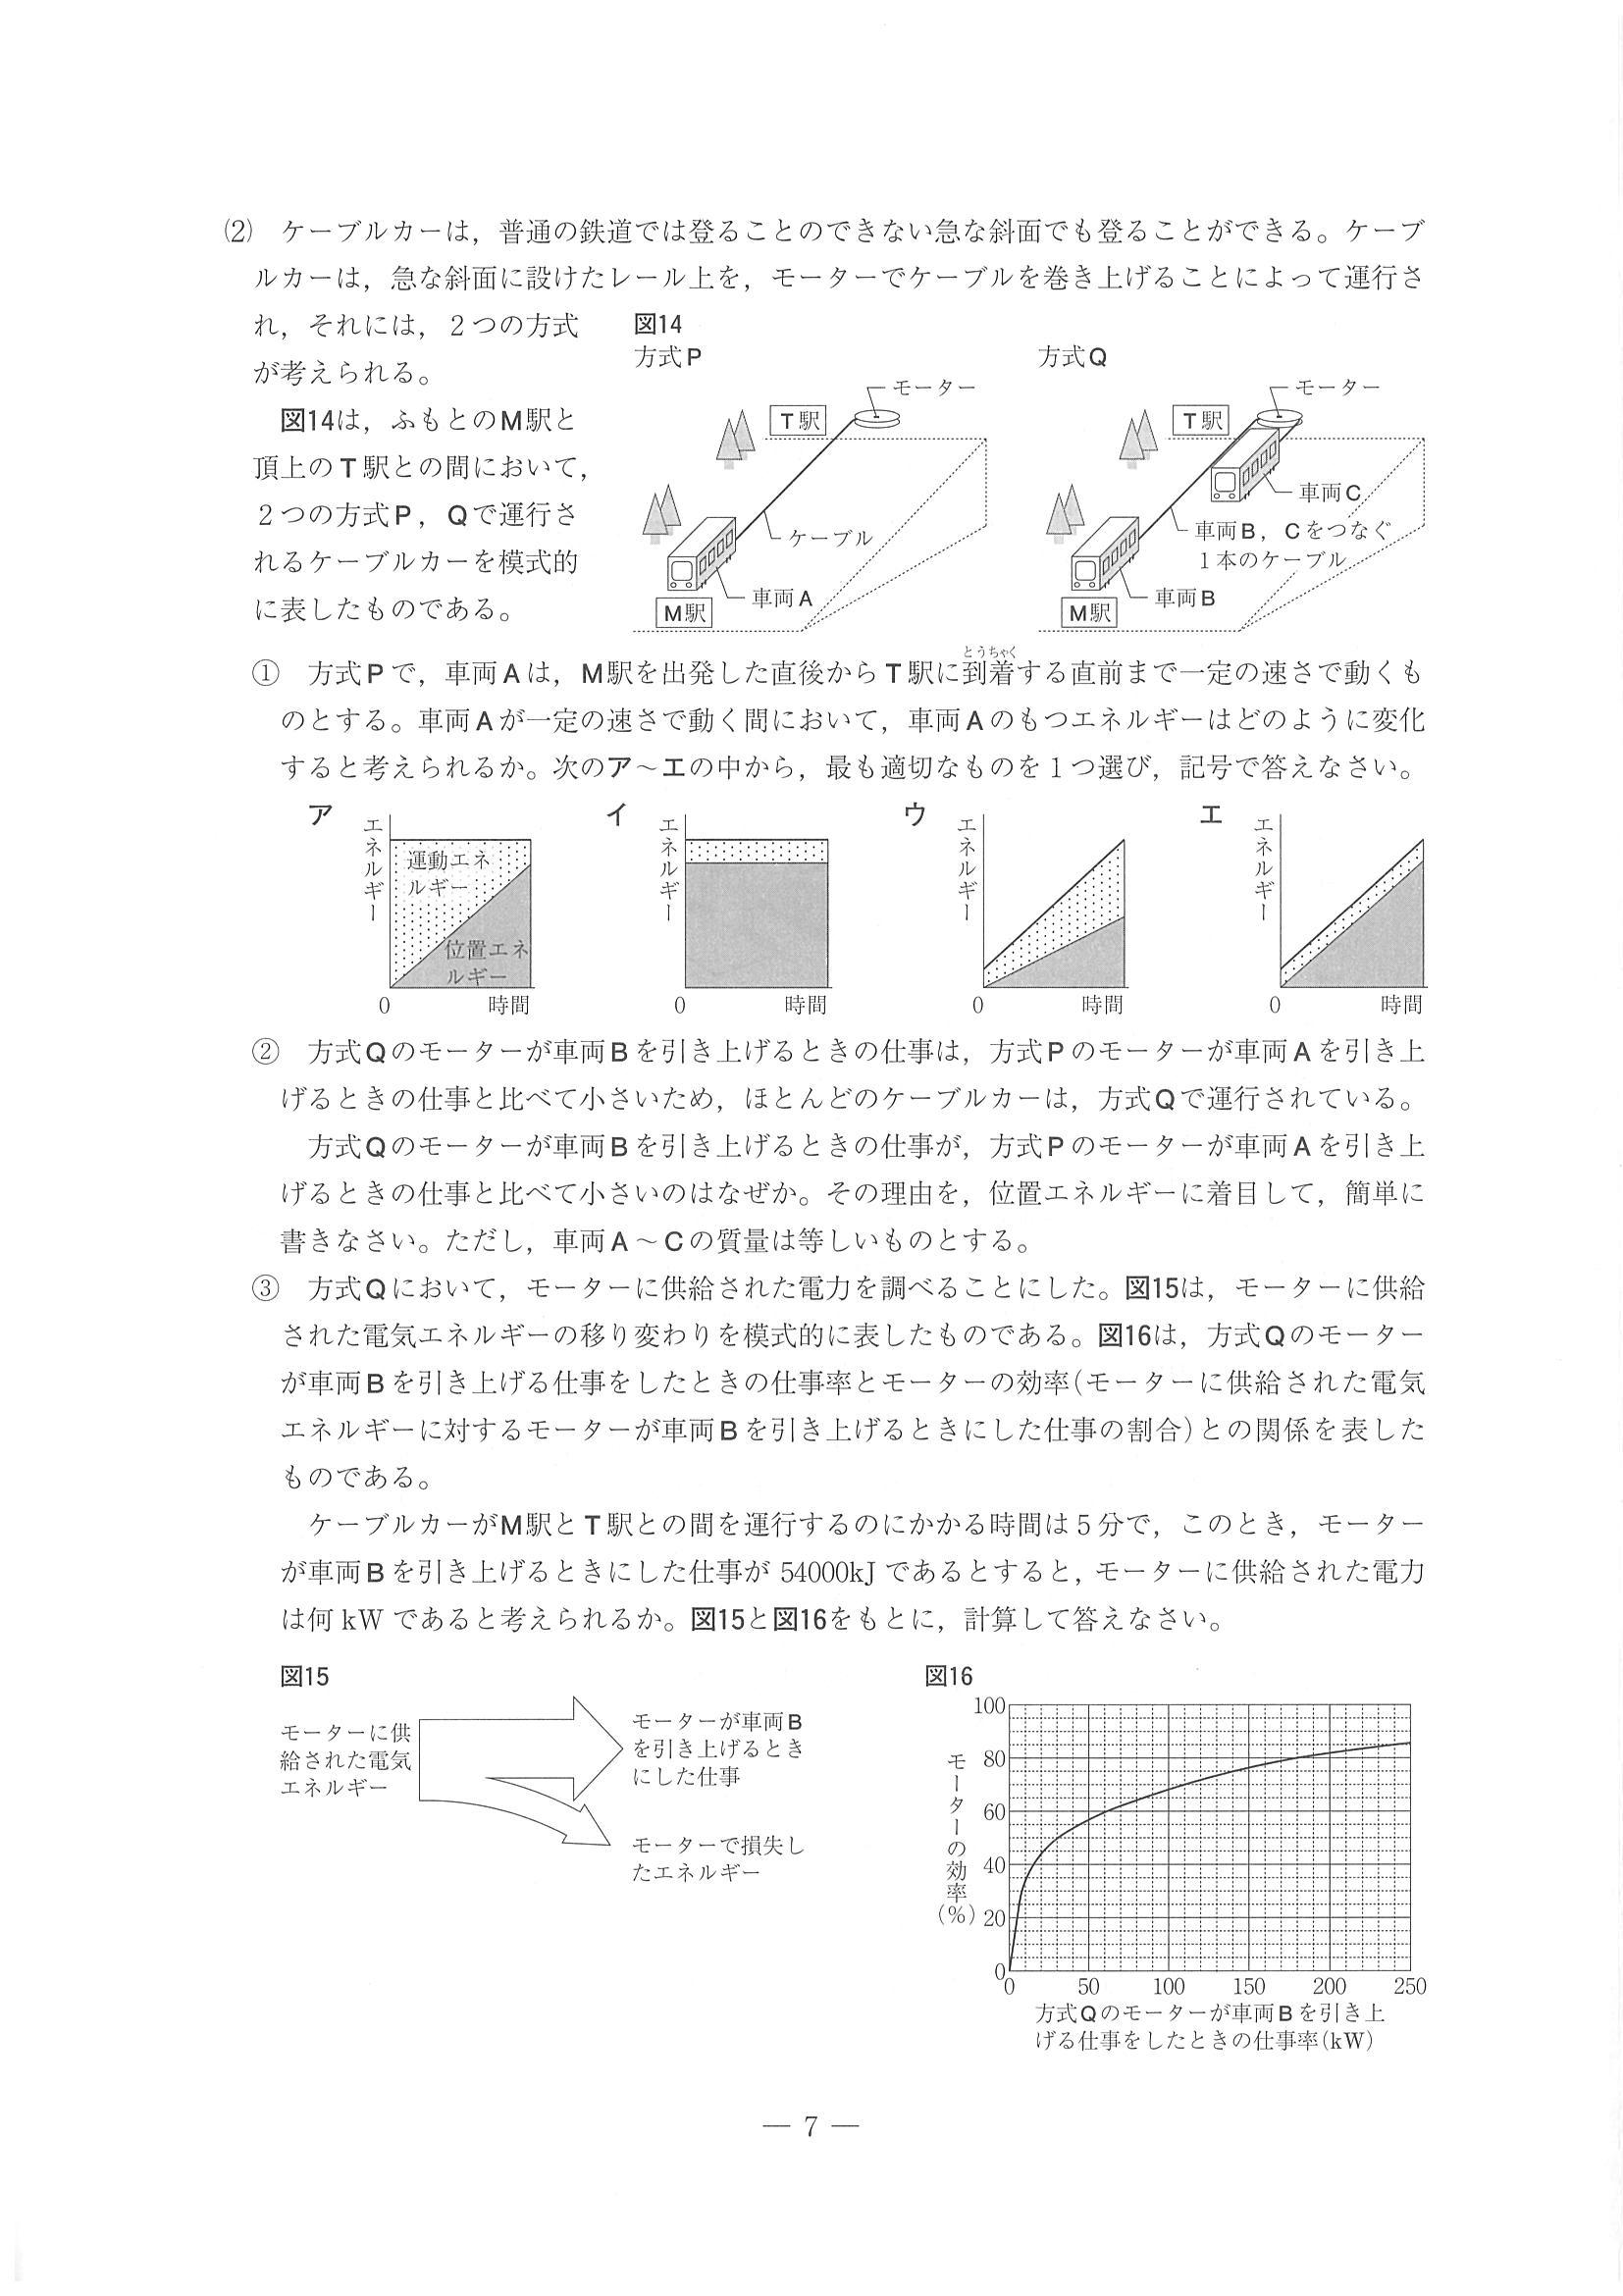 (2) ケーブルカーは，普通の鉄道では登ることのできない急な斜面でも登ることができる。ケーブ
ルカーは，急な斜面に設けたレール上を，モーターでケーブルを巻き上げることによって運行さ
れ，それには，２つの方式
が考えられる。
図14は，ふもとのＭ駅と
頂上のＴ駅との間において，
２つの方式Ｐ，Ｑで運行さ
れるケーブルカーを模式的
に表したものである。
図14
方式Ｐ
モーター
Ｔ駅
ケーブル
車両Ａ
Ｍ駅
方式Ｑ
モーター
Ｔ駅
車両Ｃ
車両Ｂ，Ｃをつなぐ
１本のケーブル
車両Ｂ
Ｍ駅
とうちゃく
① 方式Ｐで，車両Ａは，Ｍ駅を出発した直後からＴ駅に到着する直前まで一定の速さで動くも
のとする。車両Ａが一定の速さで動く間において，車両Ａのもつエネルギーはどのように変化
すると考えられるか。次のア～エの中から，最も適切なものを１つ選び，記号で答えなさい。
ア
エネルギー
運動エネ
ルギー
位置エネ
ルギー
0 時間
イ
エネルギー
0 時間
ウ
エネルギー
0 時間
エ
エネルギー
0 時間
② 方式Ｑのモーターが車両Ｂを引き上げるときの仕事は，方式Ｐのモーターが車両Ａを引き上
げるときの仕事と比べて小さいため，ほとんどのケーブルカーは，方式Ｑで運行されている。
方式Ｑのモーターが車両Ｂを引き上げるときの仕事が，方式Ｐのモーターが車両Ａを引き上
げるときの仕事と比べて小さいのはなぜか。その理由を，位置エネルギーに着目して，簡単に
書きなさい。ただし，車両Ａ～Ｃの質量は等しいものとする。
③ 方式Ｑにおいて，モーターに供給された電力を調べることにした。図15は，モーターに供給
された電気エネルギーの移り変わりを模式的に表したものである。図16は，方式Ｑのモーター
が車両Ｂを引き上げる仕事をしたときの仕事率とモーターの効率(モーターに供給された電気
エネルギーに対するモーターが車両Ｂを引き上げるときにした仕事の割合)との関係を表した
ものである。
ケーブルカーがＭ駅とＴ駅との間を運行するのにかかる時間は５分で，このとき，モーター
が車両Ｂを引き上げるときにした仕事が 54000kJ であるとすると，モーターに供給された電力
は何 kW であると考えられるか。図15と図16をもとに，計算して答えなさい。
図15
モーターに供
給された電気
エネルギー
モーターが車両Ｂ
を引き上げるとき
にした仕事
モーターで損失し
たエネルギー
図16
モーターの効率(％)
100
80
60
40
20
0
0 50 100 150 200 250
方式Ｑのモーターが車両Ｂを引き上
げる仕事をしたときの仕事率(kW)
― 7 ―